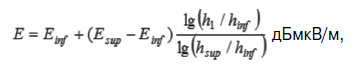 E = E_inf + (E_sup − E_inf) lg(h_1 / h_inf) / lg(h_sup / h_inf) дБмкВ/м,